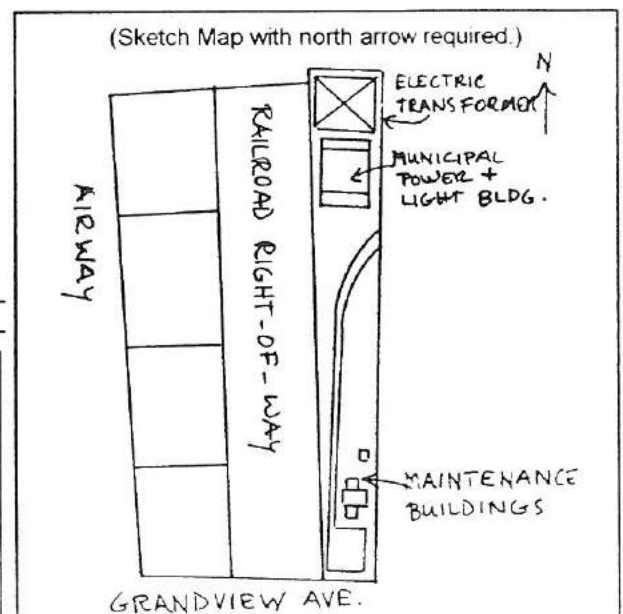 (Sketch Map with north arrow required.)
N
ELECTRIC
TRANSFORMER
MUNICIPAL
POWER +
LIGHT BLDG.
AIRWAY
RAILROAD RIGHT-OF-WAY
MAINTENANCE
BUILDINGS
GRANDVIEW AVE.